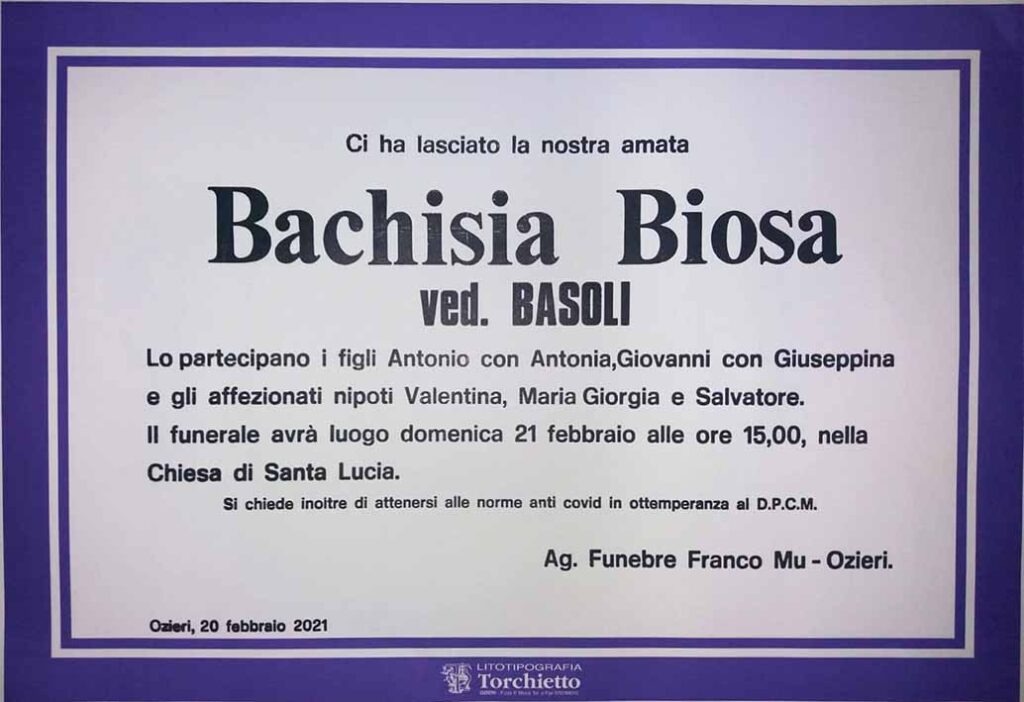 Ci ha lasciato la nostra amata
Bachisia Biosa
ved. BASOLI
Lo partecipano i figli Antonio con Antonia,Giovanni con Giuseppina
e gli affezionati nipoti Valentina, Maria Giorgia e Salvatore.
Il funerale avrà luogo domenica 21 febbraio alle ore 15,00, nella
Chiesa di Santa Lucia.
Si chiede inoltre di attenersi alle norme anti covid in ottemperanza al D.P.C.M.
Ag. Funebre Franco Mu - Ozieri.
Ozieri, 20 febbraio 2021
LITOTIPOGRAFIA
Torchietto